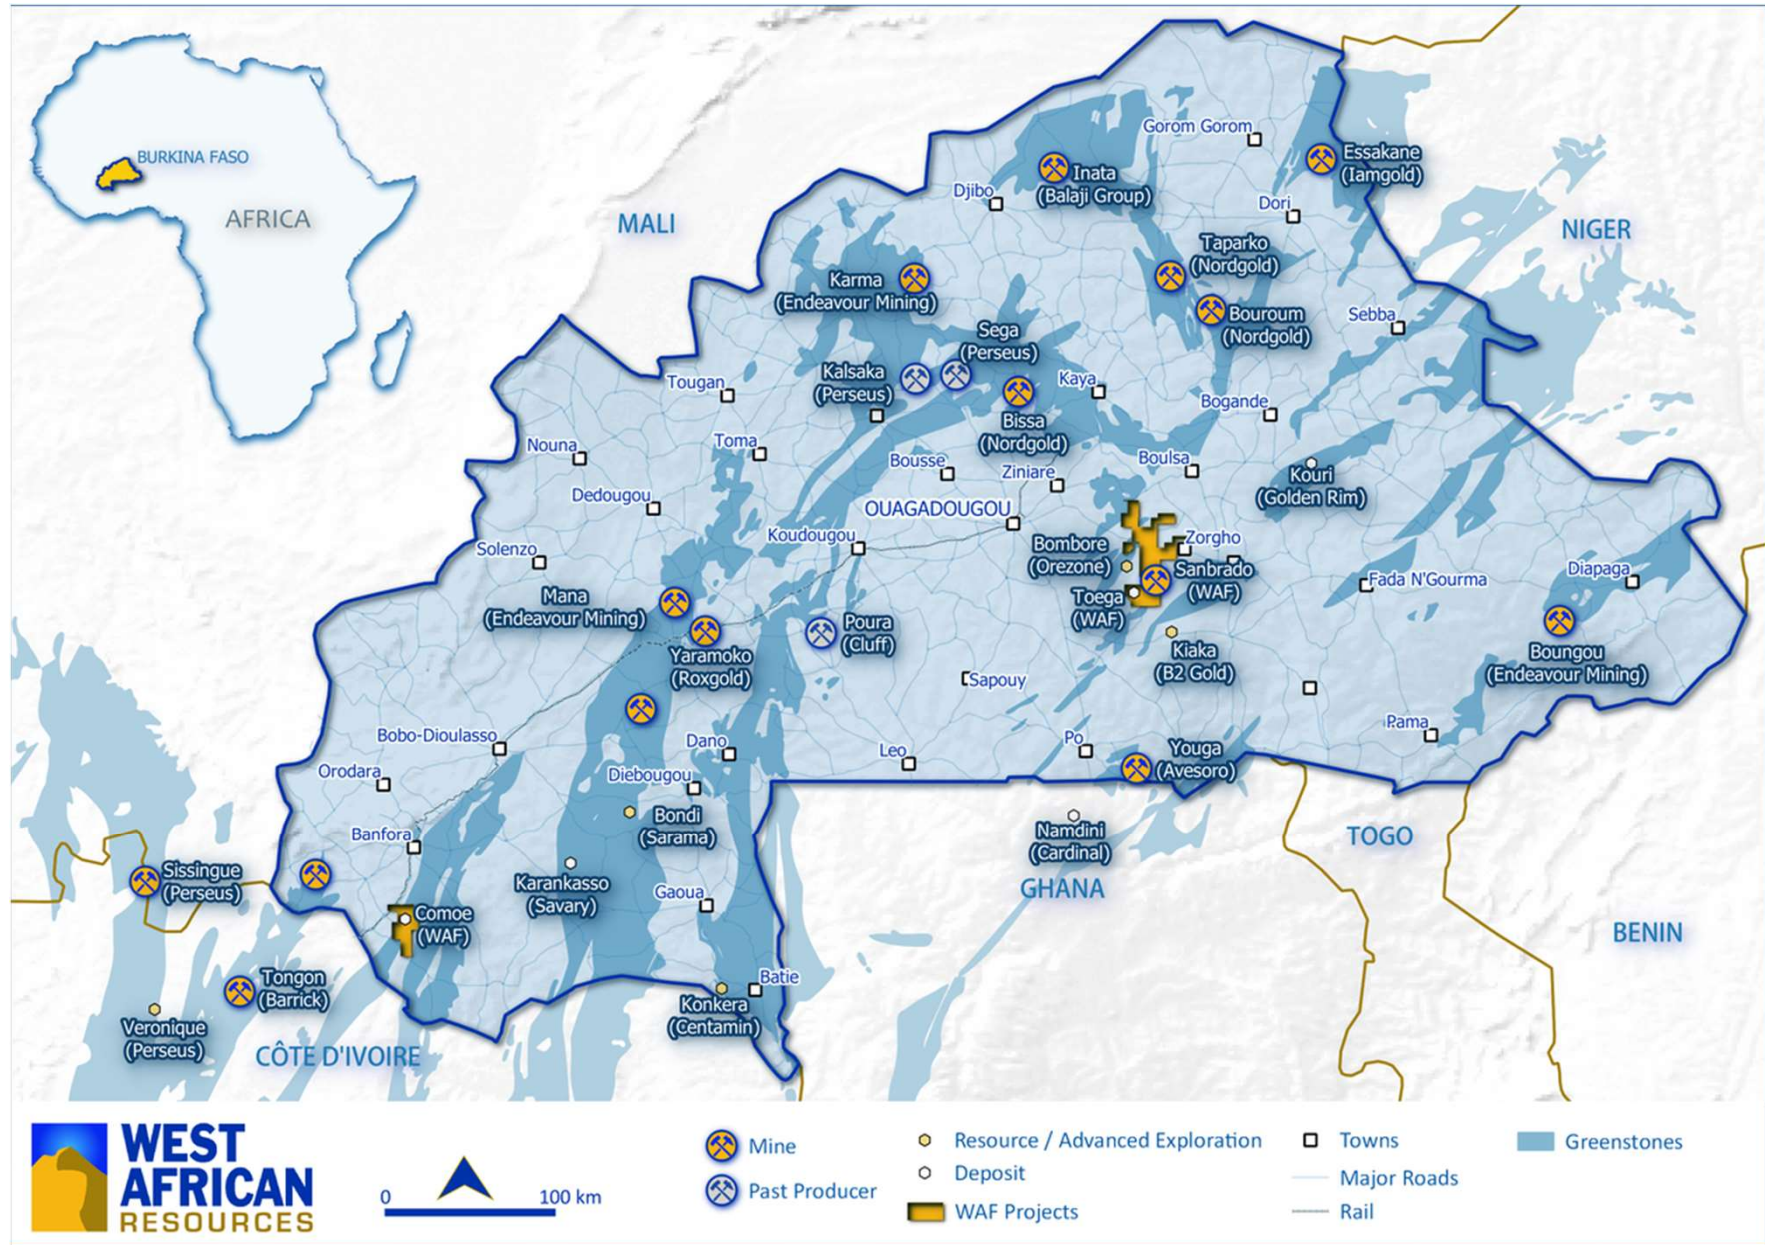 BURKINA FASO
AFRICA
MALI
NIGER
Gorom Gorom
Essakane
(Iamgold)
Inata
(Balaji Group)
Djibo
Dori
Taparko
(Nordgold)
Karma
(Endeavour Mining)
Bouroum
(Nordgold)
Sebba
Sega
(Perseus)
Kalsaka
(Perseus)
Tougan
Kaya
Bogande
Bissa
(Nordgold)
Nouna
Toma
Bousse
Ziniare
Boulsa
Kouri
(Golden Rim)
Dedougou
OUAGADOUGOU
Koudougou
Solenzo
Bombore
(Orezone)
Zorgho
Sanbrado
(WAF)
Toega
(WAF)
Fada N'Gourma
Diapaga
Mana
(Endeavour Mining)
Poura
(Cluff)
Yaramoko
(Roxgold)
Kiaka
(B2 Gold)
Boungou
(Endeavour Mining)
Sapouy
Bobo-Dioulasso
Dano
Leo
Po
Pama
Youga
(Avesoro)
Orodara
Diebougou
Bondi
(Sarama)
Banfora
Namdini
(Cardinal)
GHANA
TOGO
BENIN
Sissingue
(Perseus)
Karankasso
(Savary)
Gaoua
Comoe
(WAF)
Tongon
(Barrick)
Batie
Konkera
(Centamin)
Veronique
(Perseus)
CÔTE D'IVOIRE
WEST
AFRICAN
RESOURCES
0 100 km
Mine
Past Producer
Resource / Advanced Exploration
Deposit
WAF Projects
Towns
Major Roads
Rail
Greenstones